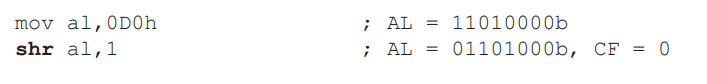 mov al,0D0h ; AL = 11010000b
shr al,1 ; AL = 01101000b, CF = 0